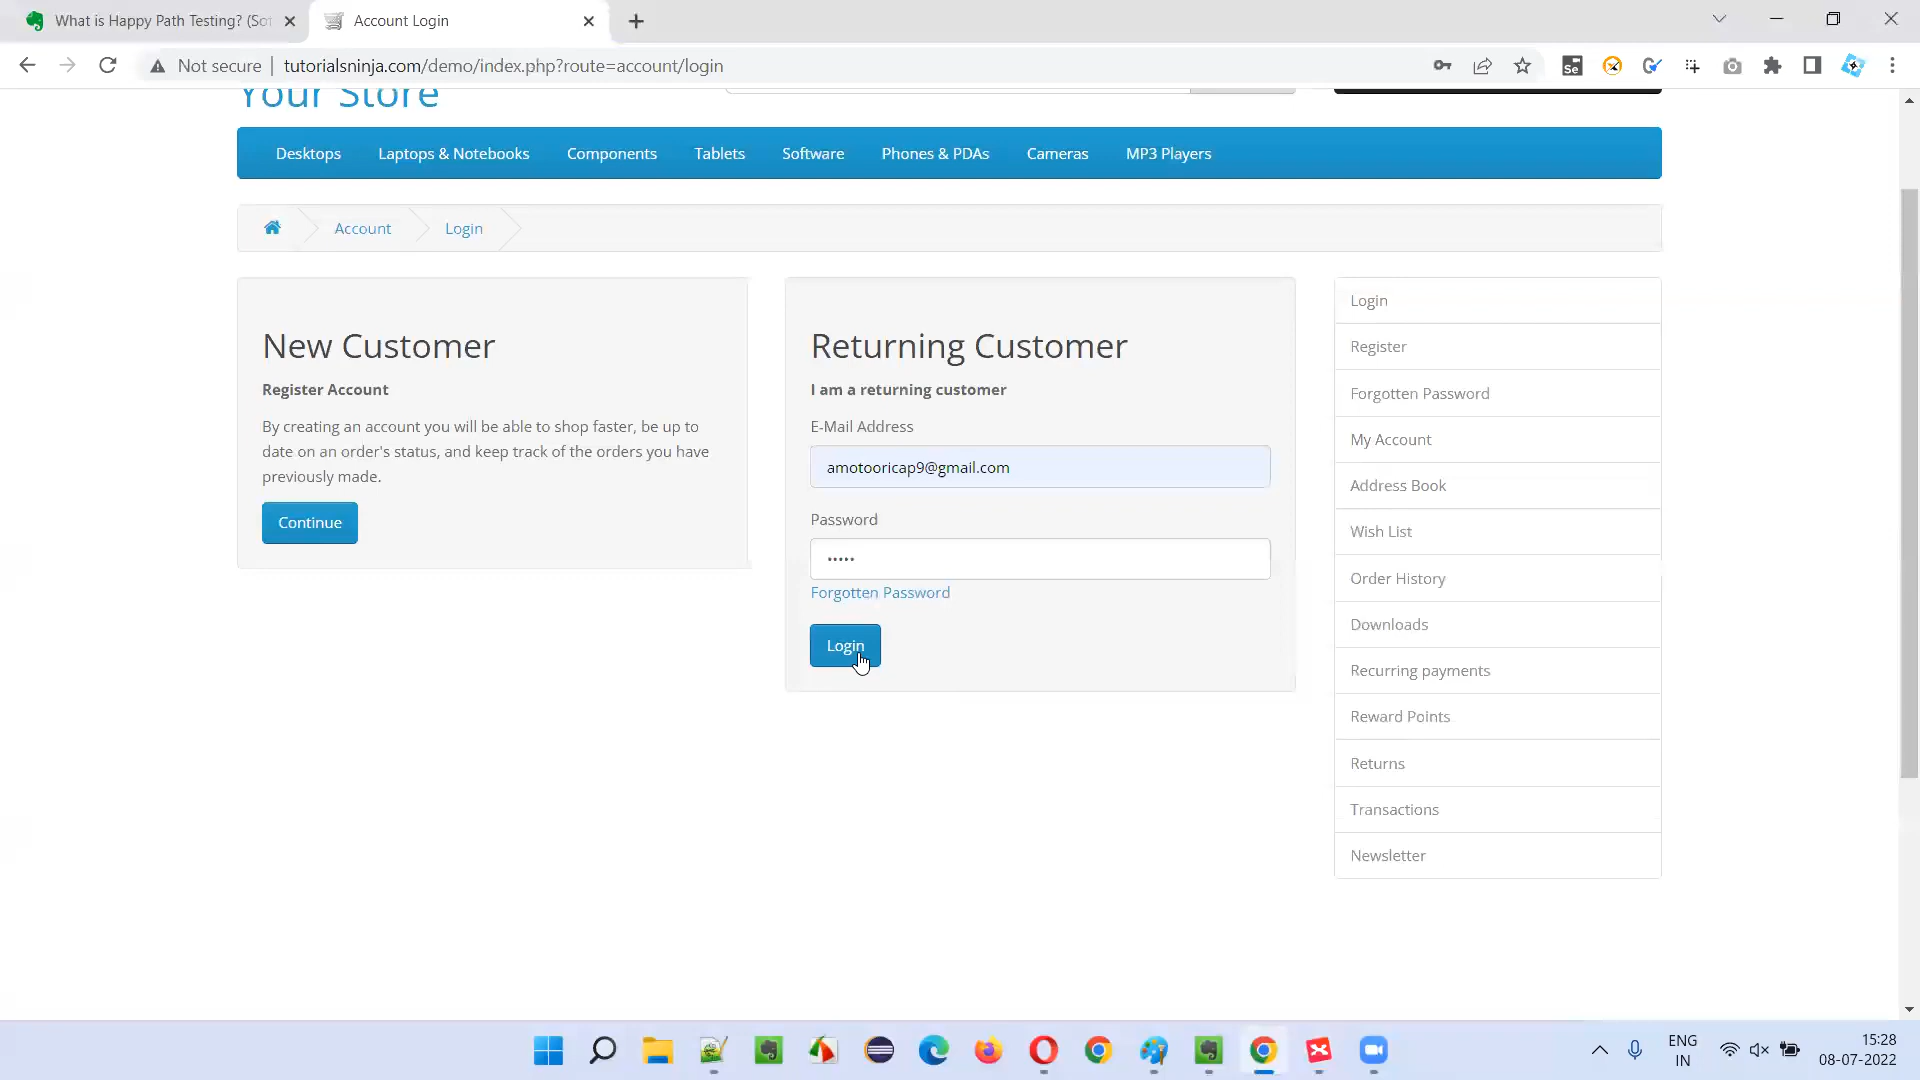 What is Happy Path Testing? (Sof
Account Login
Not secure
tutorialsninja.com/demo/index.php?route=account/login
Your Store
Desktops
Laptops & Notebooks
Components
Tablets
Software
Phones & PDAs
Cameras
MP3 Players
Account
Login
New Customer
Register Account
By creating an account you will be able to shop faster, be up to
date on an order's status, and keep track of the orders you have
previously made.
Continue
Returning Customer
I am a returning customer
E-Mail Address
amotooricap9@gmail.com
Password
•••••
Forgotten Password
Login
Login
Register
Forgotten Password
My Account
Address Book
Wish List
Order History
Downloads
Recurring payments
Reward Points
Returns
Transactions
Newsletter
Se
ENG
IN
15:28
08-07-2022